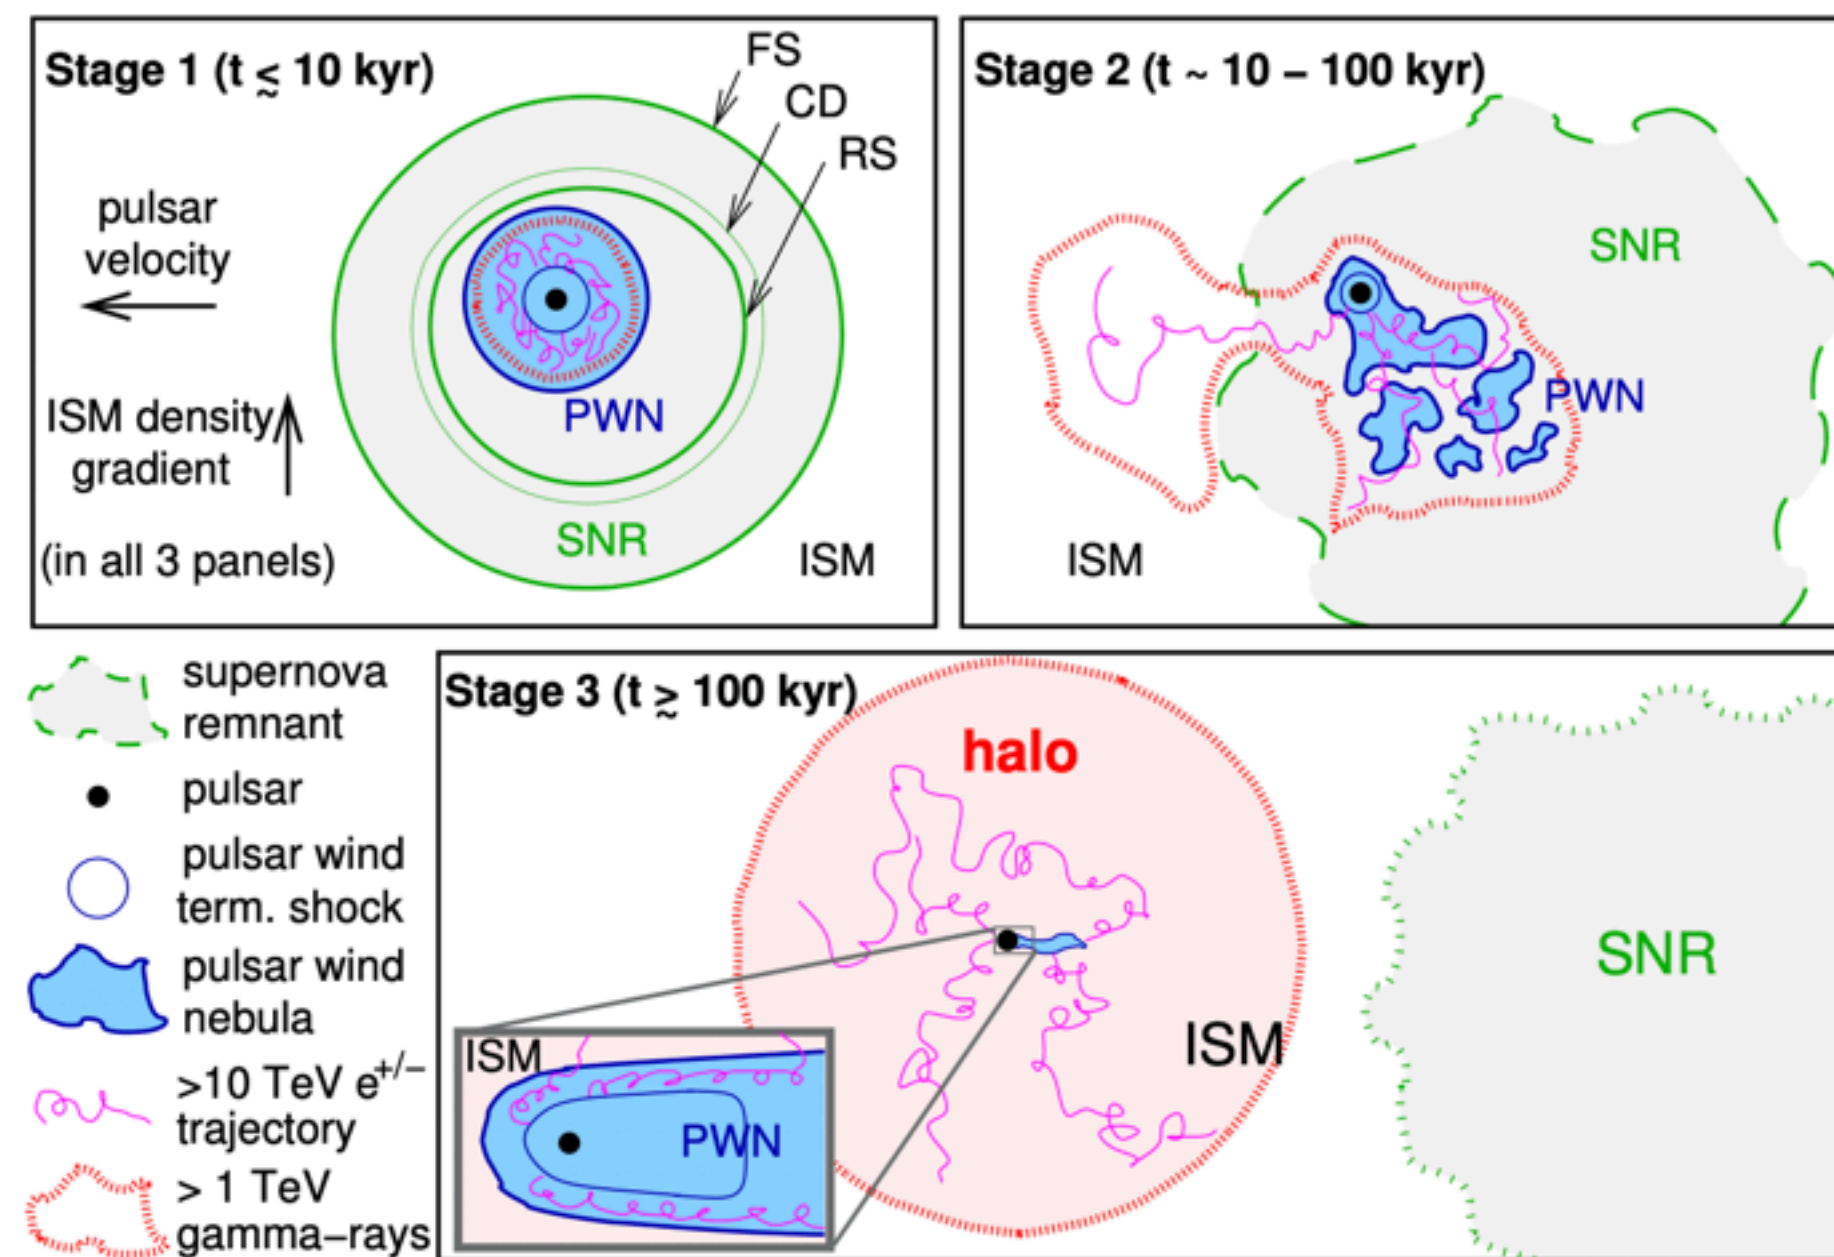 Stage 1 (t ≲ 10 kyr)
FS
CD
RS
pulsar
velocity
ISM density
gradient
(in all 3 panels)
PWN
SNR
ISM
Stage 2 (t ~ 10 – 100 kyr)
SNR
PWN
ISM
supernova
remnant
pulsar
pulsar wind
term. shock
pulsar wind
nebula
>10 TeV e+/−
trajectory
> 1 TeV
gamma−rays
Stage 3 (t ≳ 100 kyr)
halo
ISM
SNR
ISM
PWN